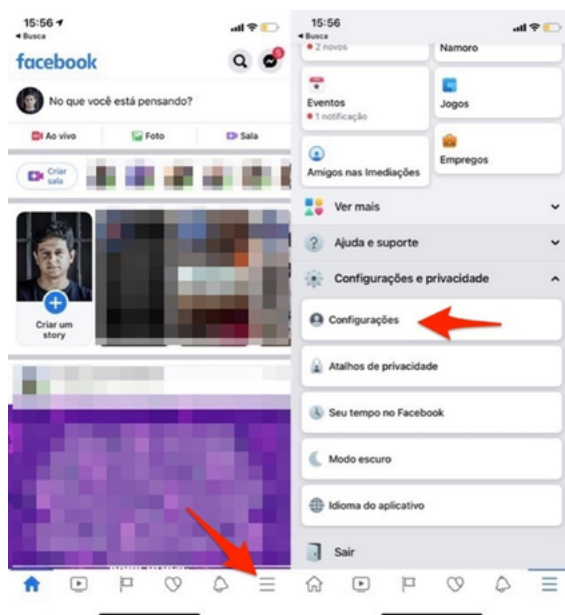 15:56
Busca
facebook
No que você está pensando?
Ao vivo
Foto
Sala
Criar
sala
Criar um
story
15:56
Busca
2 novos
Namoro
Eventos
1 notificação
Jogos
Amigos nas Imediações
Empregos
Ver mais
Ajuda e suporte
Configurações e privacidade
Configurações
Atalhos de privacidade
Seu tempo no Facebook
Modo escuro
Idioma do aplicativo
Sair